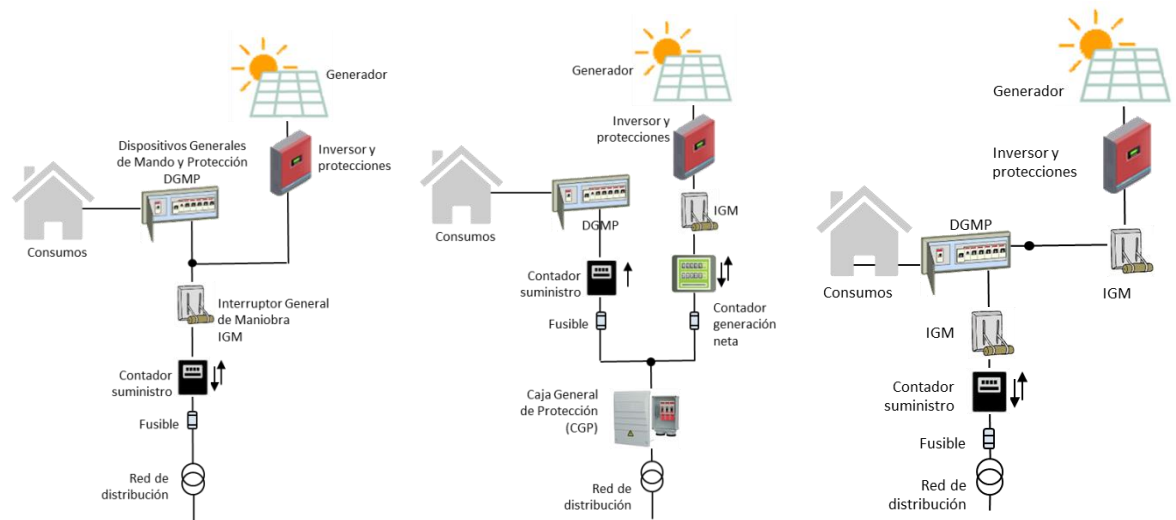 Generador
Dispositivos Generales
de Mando y Protección
DGMP
Inversor y
protecciones
Consumos
Interruptor General
de Maniobra
IGM
Contador
suministro
Fusible
Red de
distribución
Generador
Inversor y
protecciones
IGM
DGMP
Consumos
Contador
suministro
Fusible
Contador
generación
neta
Caja General
de Protección
(CGP)
Red de
distribución
Generador
Inversor y
protecciones
DGMP
Consumos
IGM
IGM
Contador
suministro
Fusible
Red de
distribución